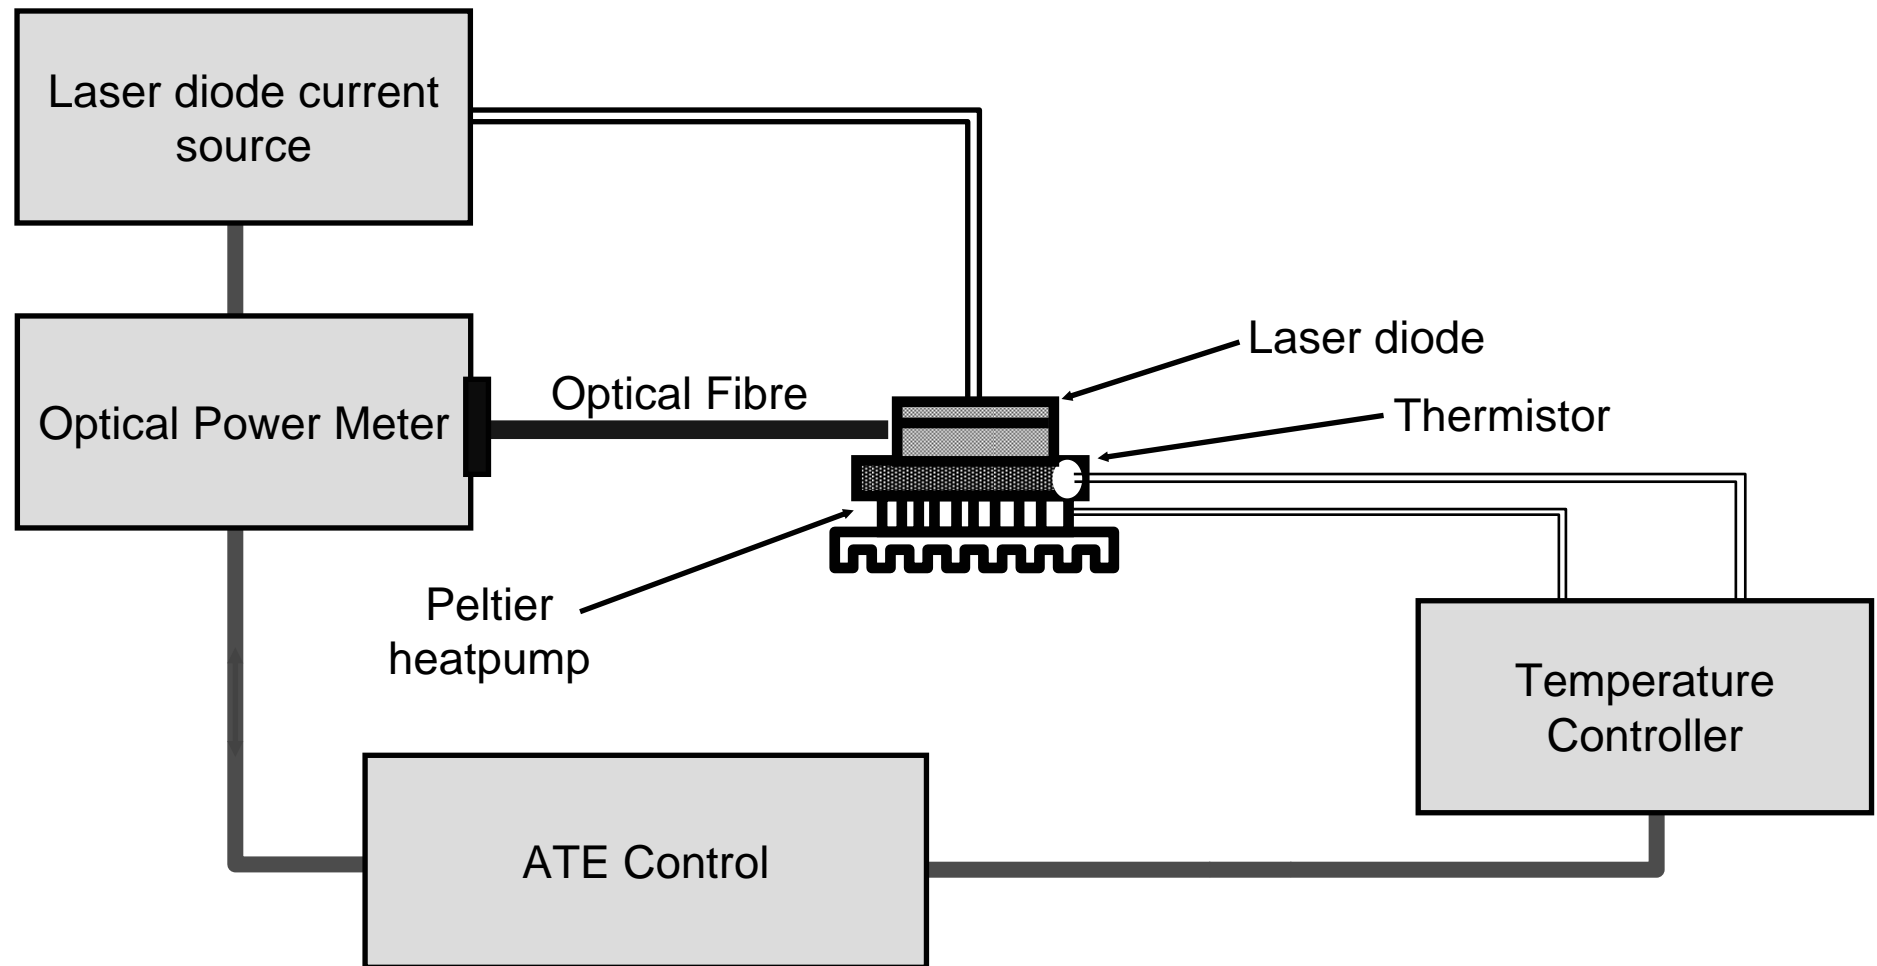 Laser diode current
source
Optical Power Meter
Optical Fibre
Laser diode
Thermistor
Peltier
heatpump
Temperature
Controller
ATE Control